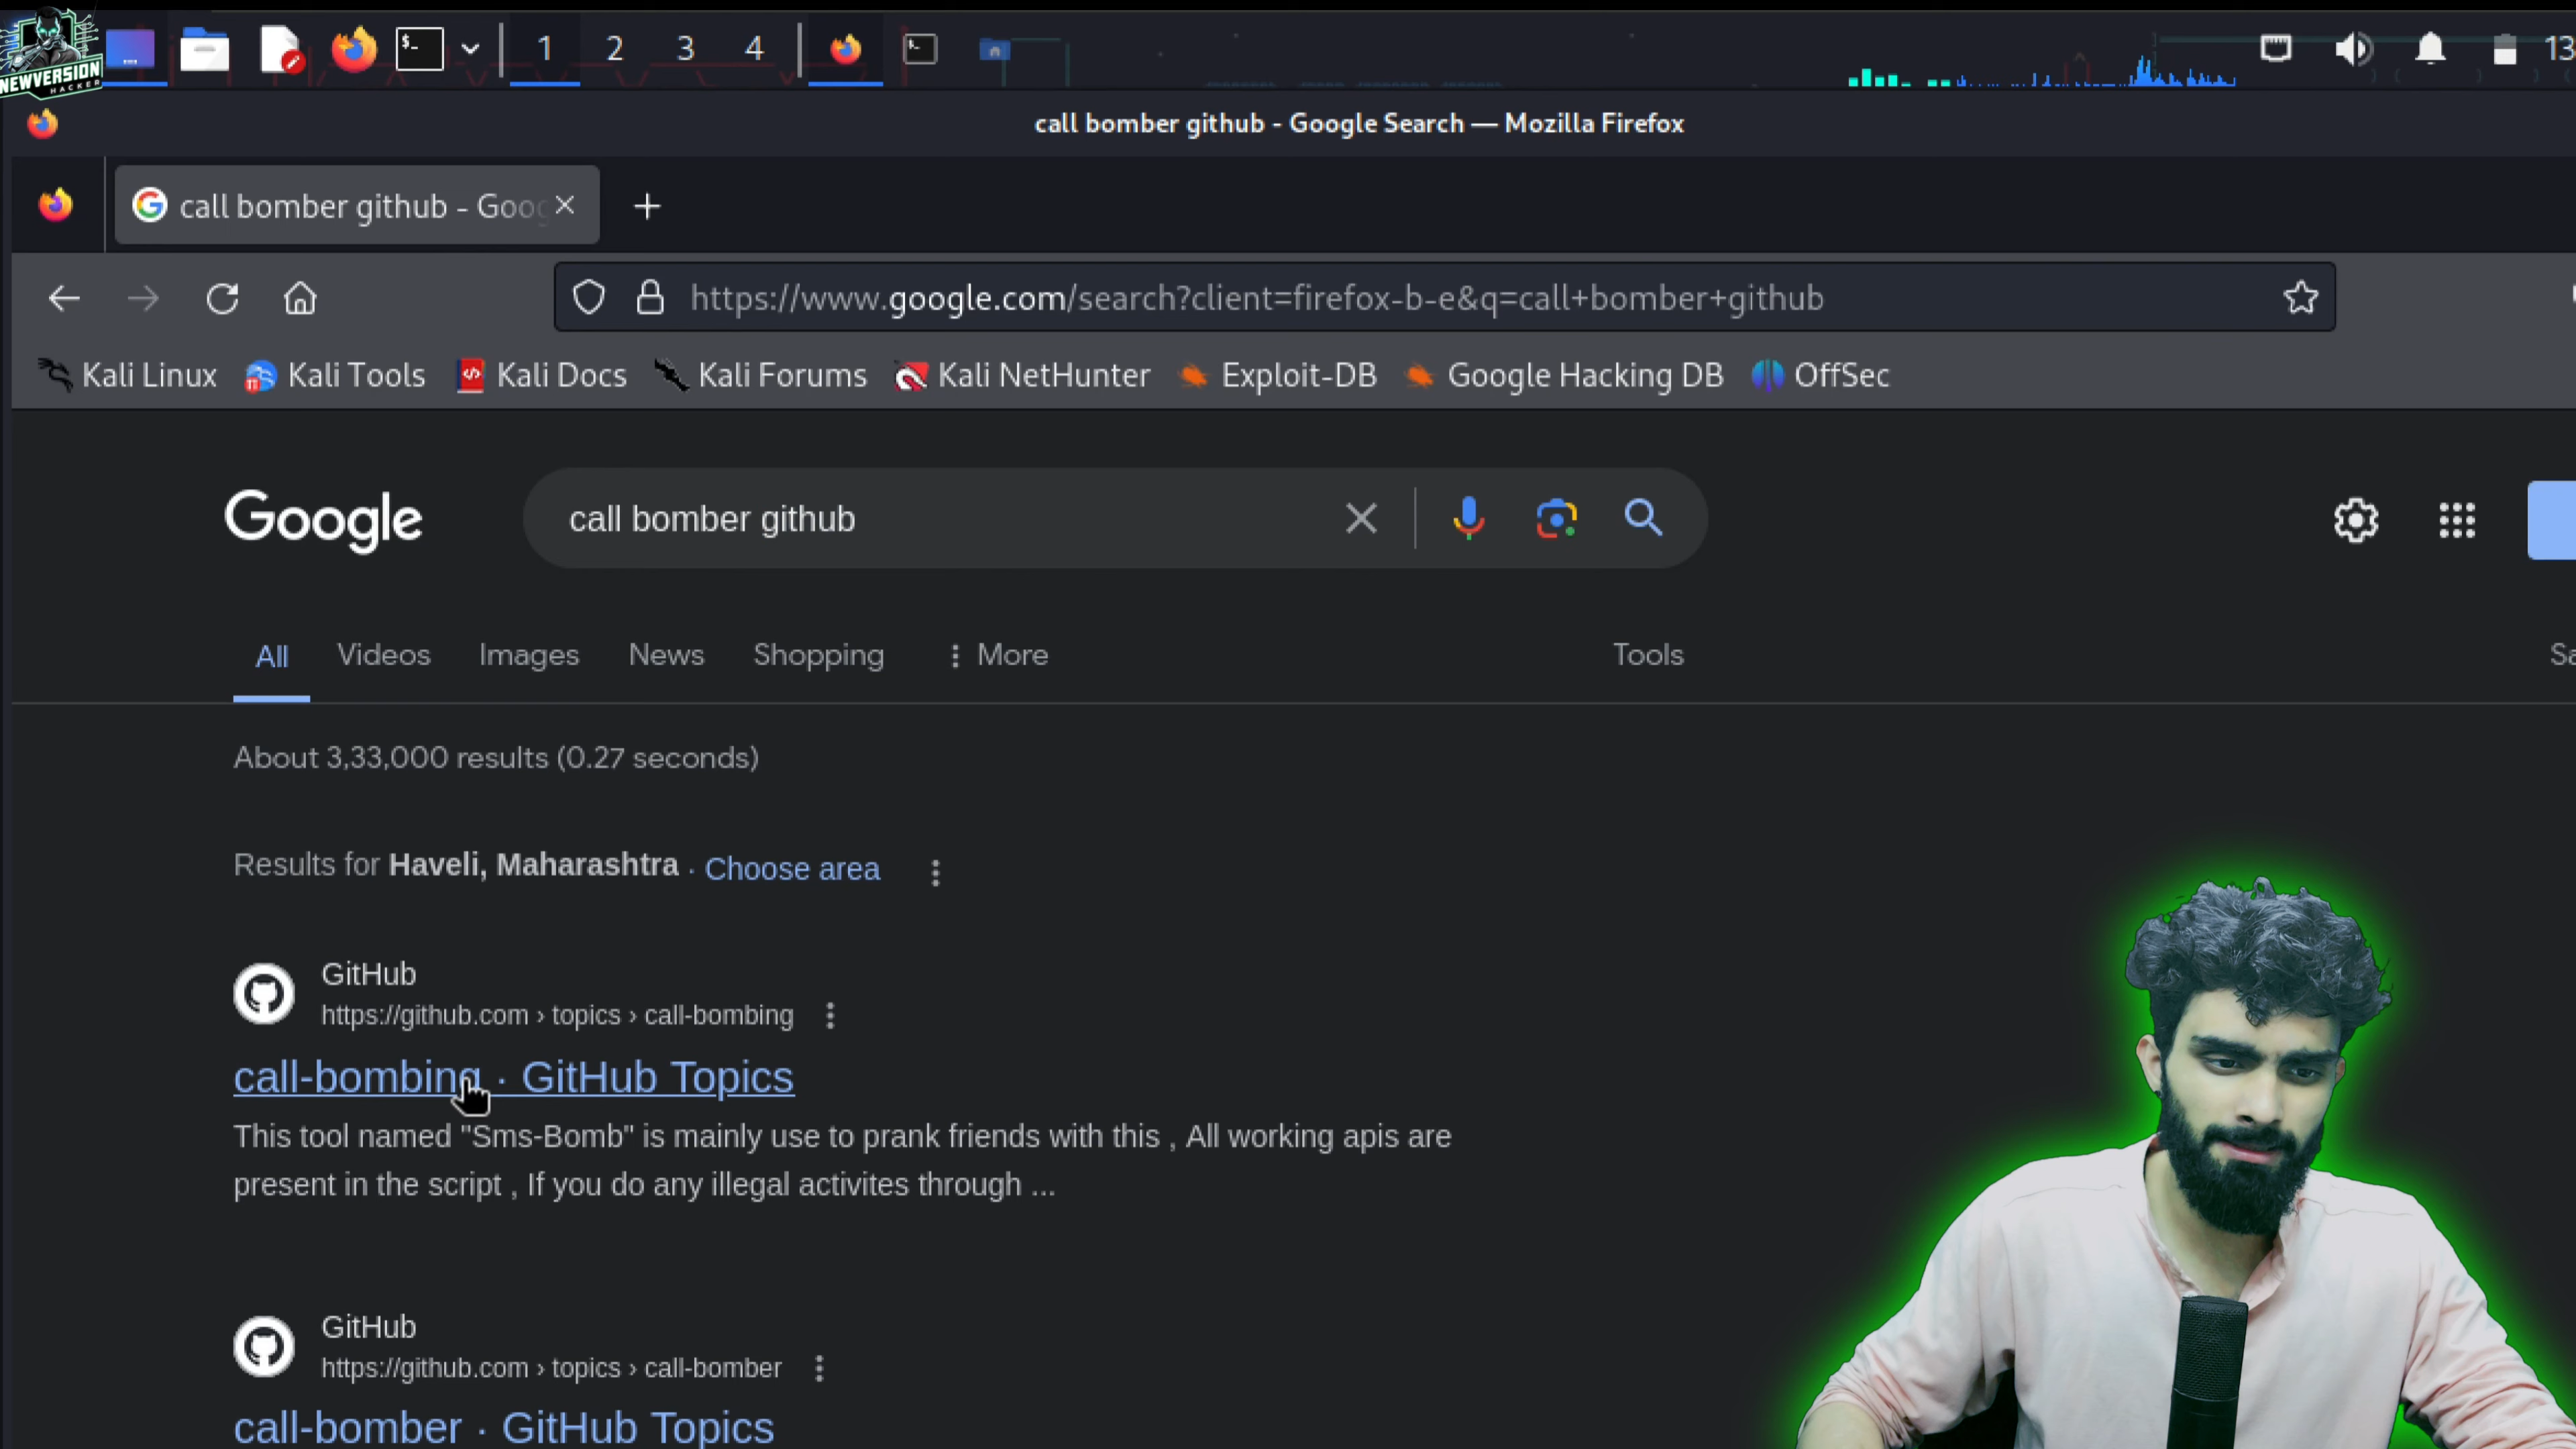 NEWVERSION
HACKER
$-
1
2
3
4
13
call bomber github - Google Search — Mozilla Firefox
call bomber github - Goog
https://www.google.com/search?client=firefox-b-e&q=call+bomber+github
Kali Linux
Kali Tools
Kali Docs
Kali Forums
Kali NetHunter
Exploit-DB
Google Hacking DB
OffSec
Google
call bomber github
All
Videos
Images
News
Shopping
More
Tools
Sa
About 3,33,000 results (0.27 seconds)
Results for Haveli, Maharashtra · Choose area
GitHub
https://github.com › topics › call-bombing
call-bombing · GitHub Topics
This tool named "Sms-Bomb" is mainly use to prank friends with this , All working apis are
present in the script , If you do any illegal activites through ...
GitHub
https://github.com › topics › call-bomber
call-bomber · GitHub Topics